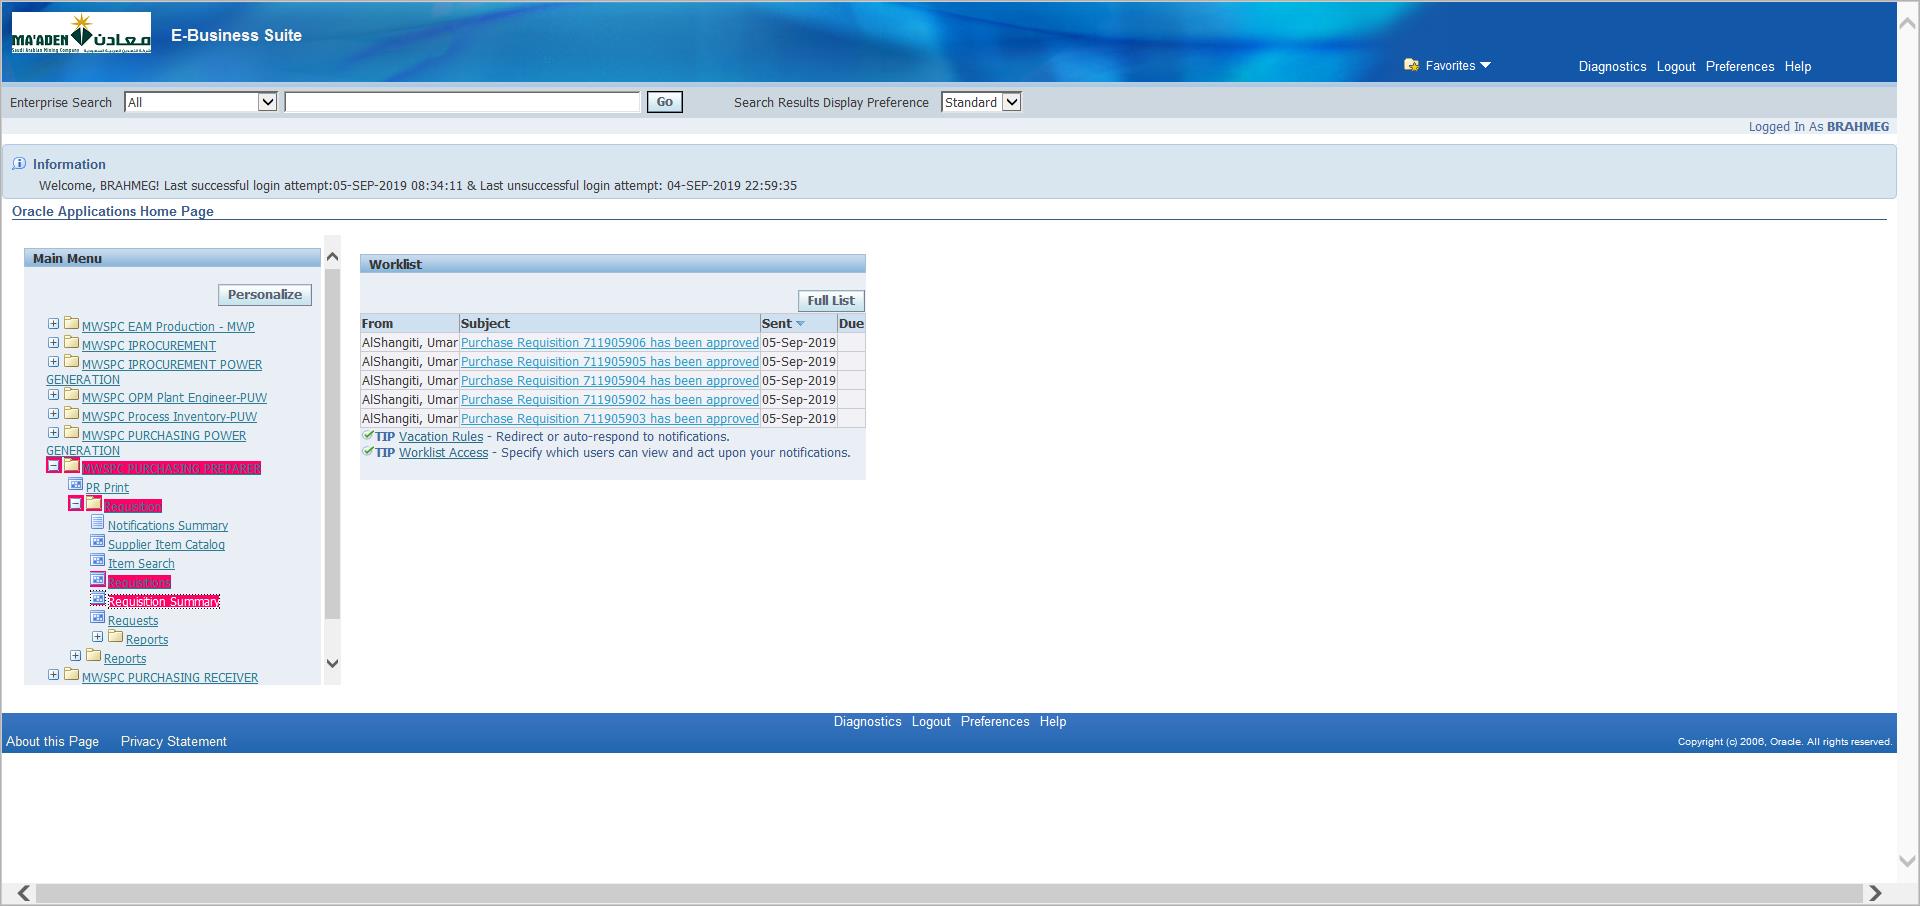 MA'ADEN معادن
Saudi Arabian Mining Company
E-Business Suite
Favorites
Diagnostics Logout Preferences Help
Enterprise Search All Go Search Results Display Preference Standard
Logged In As BRAHMEG
Information
Welcome, BRAHMEG! Last successful login attempt:05-SEP-2019 08:34:11 & Last unsuccessful login attempt: 04-SEP-2019 22:59:35
Oracle Applications Home Page
Main Menu
Personalize
MWSPC EAM Production - MWP
MWSPC IPROCUREMENT
MWSPC IPROCUREMENT POWER
GENERATION
MWSPC OPM Plant Engineer-PUW
MWSPC Process Inventory-PUW
MWSPC PURCHASING POWER
GENERATION
MWSPC PURCHASING PREPARER
PR Print
Requisition
Notifications Summary
Supplier Item Catalog
Item Search
Requisitions
Requisition Summary
Requests
Reports
Reports
MWSPC PURCHASING RECEIVER
Worklist
Full List
From Subject Sent Due
AlShangiti, Umar Purchase Requisition 711905906 has been approved 05-Sep-2019
AlShangiti, Umar Purchase Requisition 711905905 has been approved 05-Sep-2019
AlShangiti, Umar Purchase Requisition 711905904 has been approved 05-Sep-2019
AlShangiti, Umar Purchase Requisition 711905902 has been approved 05-Sep-2019
AlShangiti, Umar Purchase Requisition 711905903 has been approved 05-Sep-2019
TIP Vacation Rules - Redirect or auto-respond to notifications.
TIP Worklist Access - Specify which users can view and act upon your notifications.
Diagnostics Logout Preferences Help
About this Page Privacy Statement
Copyright (c) 2006, Oracle. All rights reserved.